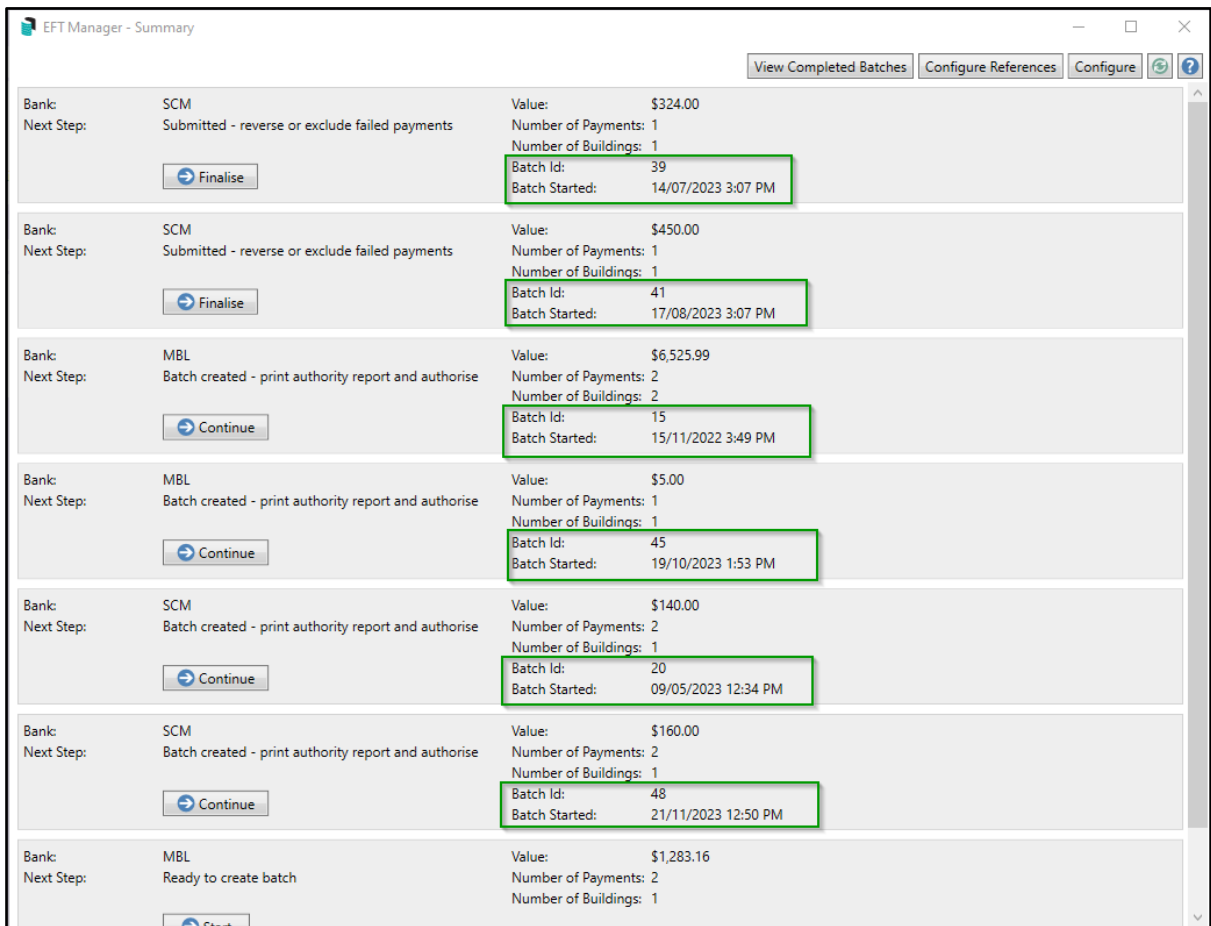 EFT Manager - Summary
View Completed Batches Configure References Configure
Bank: SCM Value: $324.00
Next Step: Submitted - reverse or exclude failed payments Number of Payments: 1
Number of Buildings: 1
Finalise Batch Id: 39
Batch Started: 14/07/2023 3:07 PM
Bank: SCM Value: $450.00
Next Step: Submitted - reverse or exclude failed payments Number of Payments: 1
Number of Buildings: 1
Finalise Batch Id: 41
Batch Started: 17/08/2023 3:07 PM
Bank: MBL Value: $6,525.99
Next Step: Batch created - print authority report and authorise Number of Payments: 2
Number of Buildings: 2
Continue Batch Id: 15
Batch Started: 15/11/2022 3:49 PM
Bank: MBL Value: $5.00
Next Step: Batch created - print authority report and authorise Number of Payments: 1
Number of Buildings: 1
Continue Batch Id: 45
Batch Started: 19/10/2023 1:53 PM
Bank: SCM Value: $140.00
Next Step: Batch created - print authority report and authorise Number of Payments: 2
Number of Buildings: 1
Continue Batch Id: 20
Batch Started: 09/05/2023 12:34 PM
Bank: SCM Value: $160.00
Next Step: Batch created - print authority report and authorise Number of Payments: 2
Number of Buildings: 1
Continue Batch Id: 48
Batch Started: 21/11/2023 12:50 PM
Bank: MBL Value: $1,283.16
Next Step: Ready to create batch Number of Payments: 2
Number of Buildings: 1
Start